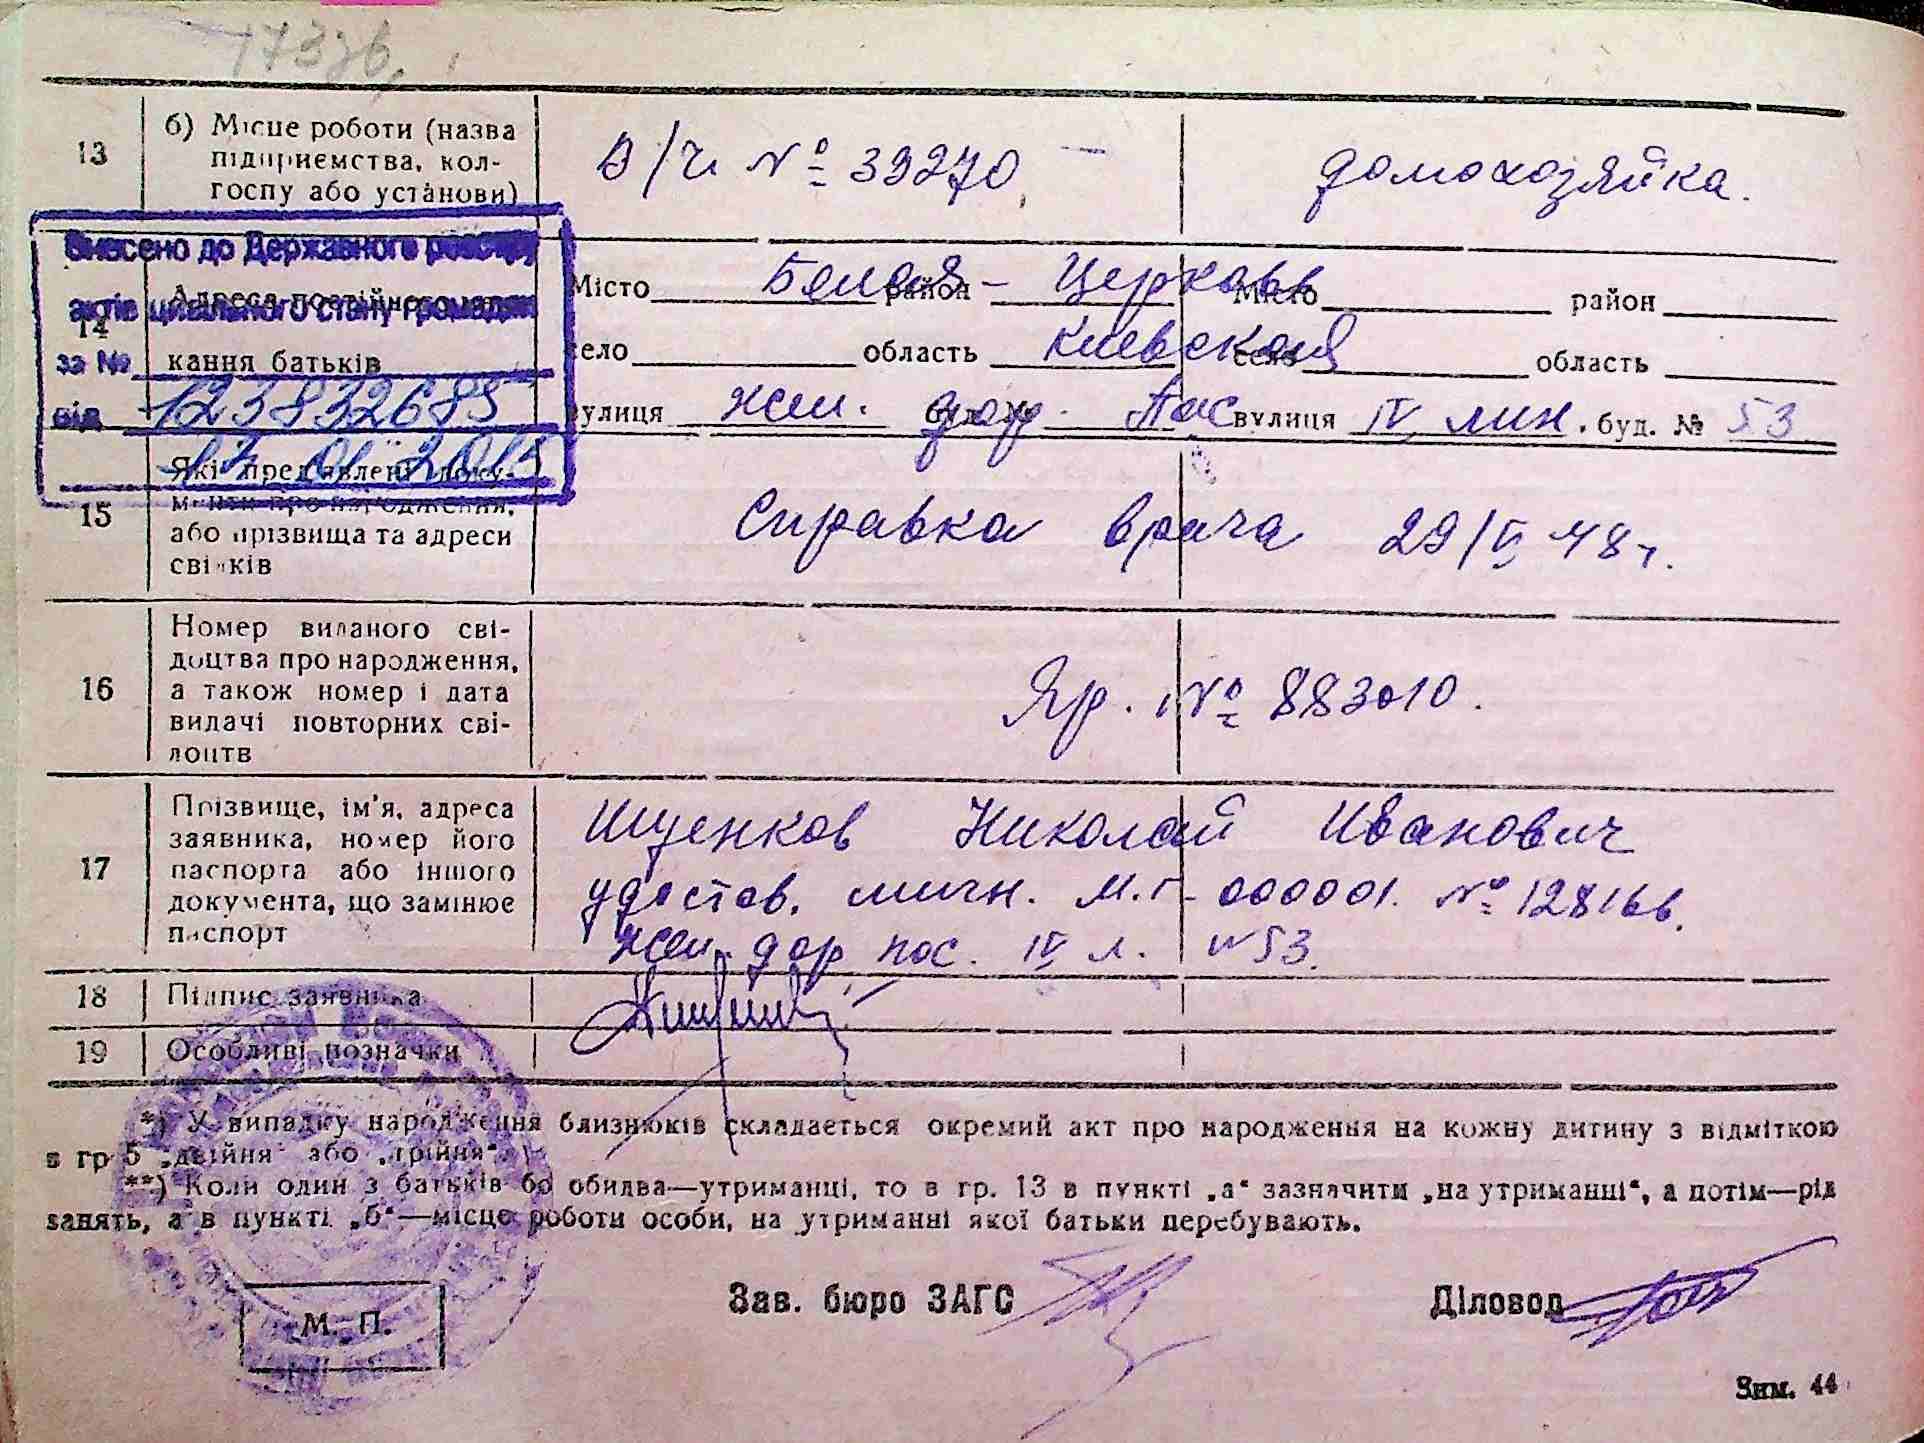 13 б) Місце роботи (назва підприємства, колгоспу або установи) В/ч № 39270, — домохозяйка.
Внесено до Державного реєстру
актів цивільного стану громадян
за №
від 12383268
01 201
14 Адреса постійного
кання батьків
Місто Белая - район Церковь Місто район
село область Киевская село область
вулиця жел. дор. Пос вулиця IV лин. буд. № 53
15 Які пред'явлені документи про народження, або прізвища та адреси свідків
Справка врача 29/V 48 г.
16 Номер виданого свідоцтва про народження, а також номер і дата видачі повторних свідоцтв
Яр. № 883010.
17 Прізвище, ім'я, адреса заявника, номер його паспорта або іншого документа, що замінює паспорт
Ищенков Николай Иванович
удостов. личн. М.Г. 000001. № 128166.
жел. дор. пос. IV л. № 53.
18 Підпис заявника
19 Особливі позначки
*) У випадку народження близнюків складається окремий акт про народження на кожну дитину з відміткою
в гр 5 „двійня“ або „трійня“.
**) Коли один з батьків бо обидва—утриманці, то в гр. 13 в пункті „а“ зазначити „на утриманні“, а потім—рід
занять, а в пункті „б“—місце роботи особи, на утриманні якої батьки перебувають.
М. П.
Зав. бюро ЗАГС
Діловод
Зим. 44